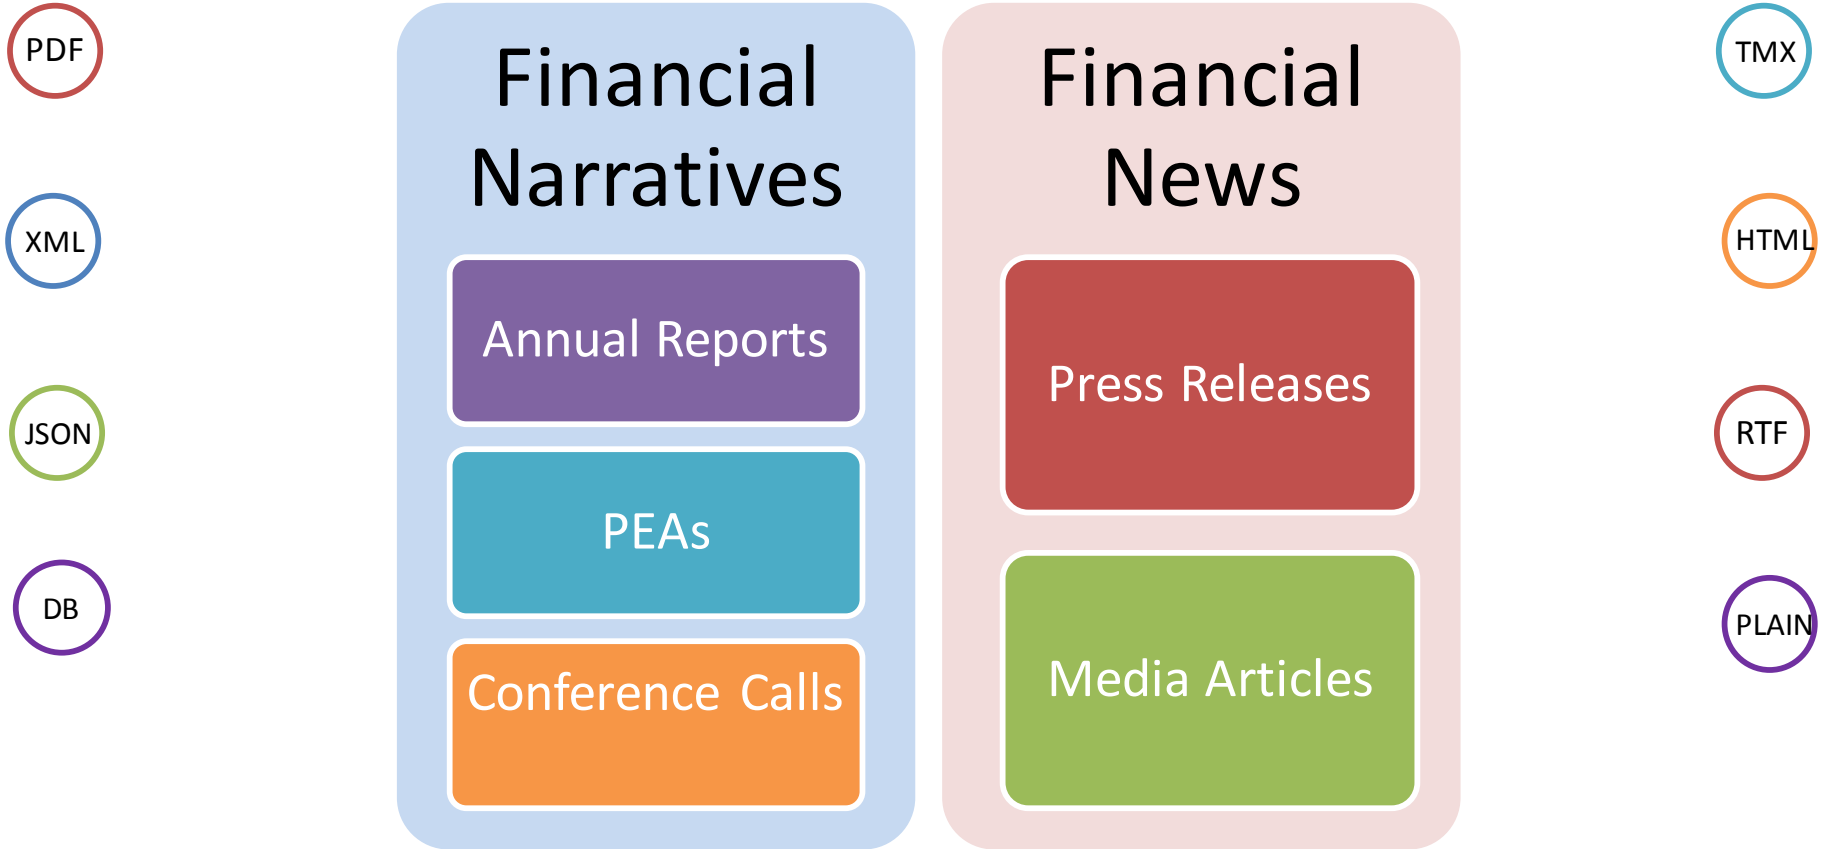 PDF
XML
JSON
DB
Financial
Narratives
Annual Reports
PEAs
Conference Calls
Financial
News
Press Releases
Media Articles
TMX
HTML
RTF
PLAIN